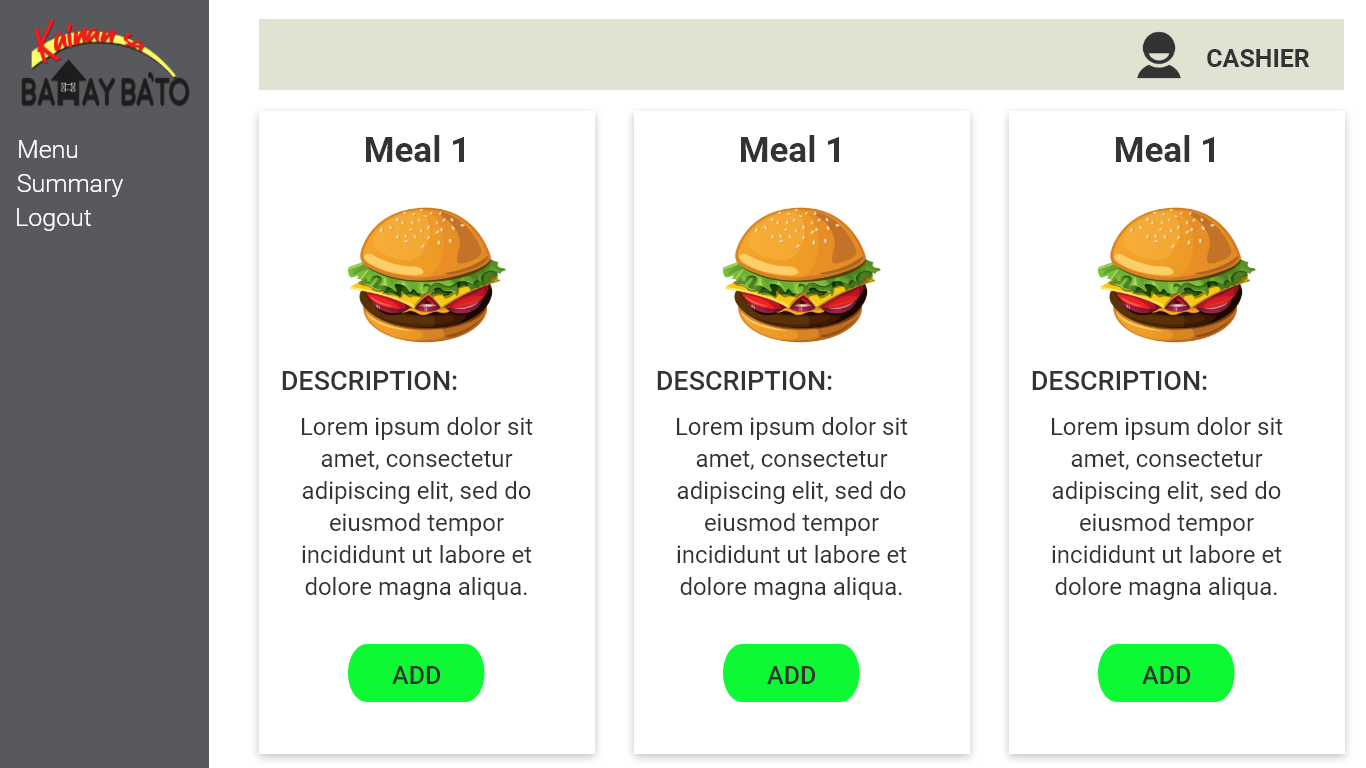 Kainan sa
BAHAY BATO
Menu
Summary
Logout
CASHIER
Meal 1
DESCRIPTION:
Lorem ipsum dolor sit
amet, consectetur
adipiscing elit, sed do
eiusmod tempor
incididunt ut labore et
dolore magna aliqua.
ADD
Meal 1
DESCRIPTION:
Lorem ipsum dolor sit
amet, consectetur
adipiscing elit, sed do
eiusmod tempor
incididunt ut labore et
dolore magna aliqua.
ADD
Meal 1
DESCRIPTION:
Lorem ipsum dolor sit
amet, consectetur
adipiscing elit, sed do
eiusmod tempor
incididunt ut labore et
dolore magna aliqua.
ADD